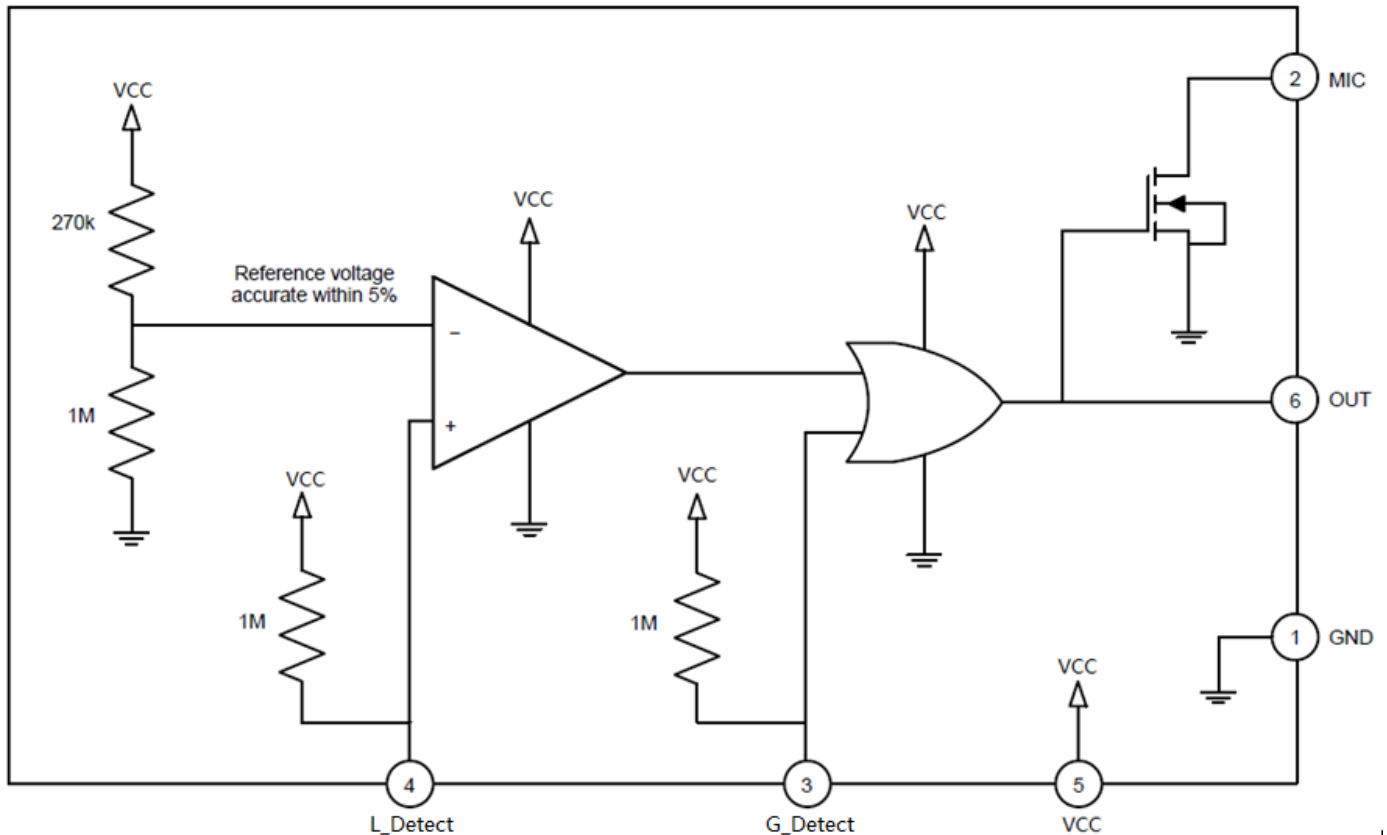 2 MIC
VCC
270k
VCC
VCC
Reference voltage
accurate within 5%
−
1M
+
6 OUT
VCC
VCC
1M
1M
1 GND
VCC
4
3
5
L_Detect
G_Detect
VCC